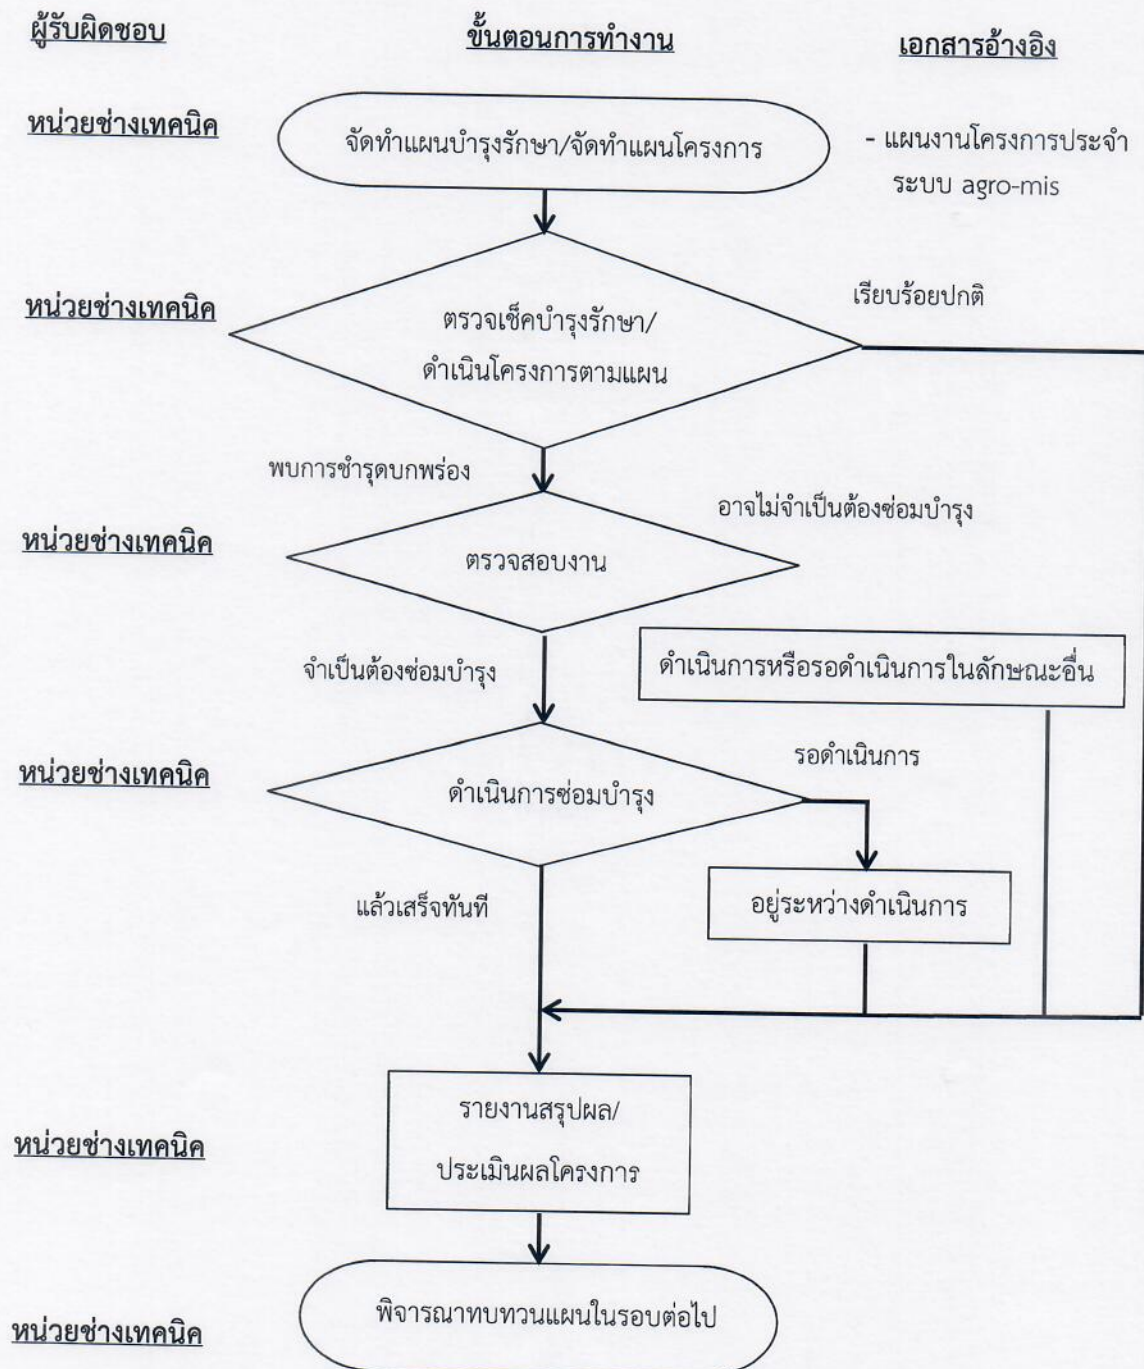 ผู้รับผิดชอบ
ขั้นตอนการทำงาน
เอกสารอ้างอิง
หน่วยช่างเทคนิค
จัดทำแผนบำรุงรักษา/จัดทำแผนโครงการ
- แผนงานโครงการประจำ
ระบบ agro-mis
หน่วยช่างเทคนิค
ตรวจเช็คบำรุงรักษา/
ดำเนินโครงการตามแผน
เรียบร้อยปกติ
พบการชำรุดบกพร่อง
อาจไม่จำเป็นต้องซ่อมบำรุง
หน่วยช่างเทคนิค
ตรวจสอบงาน
จำเป็นต้องซ่อมบำรุง
ดำเนินการหรือรอดำเนินการในลักษณะอื่น
หน่วยช่างเทคนิค
ดำเนินการซ่อมบำรุง
รอดำเนินการ
แล้วเสร็จทันที
อยู่ระหว่างดำเนินการ
หน่วยช่างเทคนิค
รายงานสรุปผล/
ประเมินผลโครงการ
หน่วยช่างเทคนิค
พิจารณาทบทวนแผนในรอบต่อไป